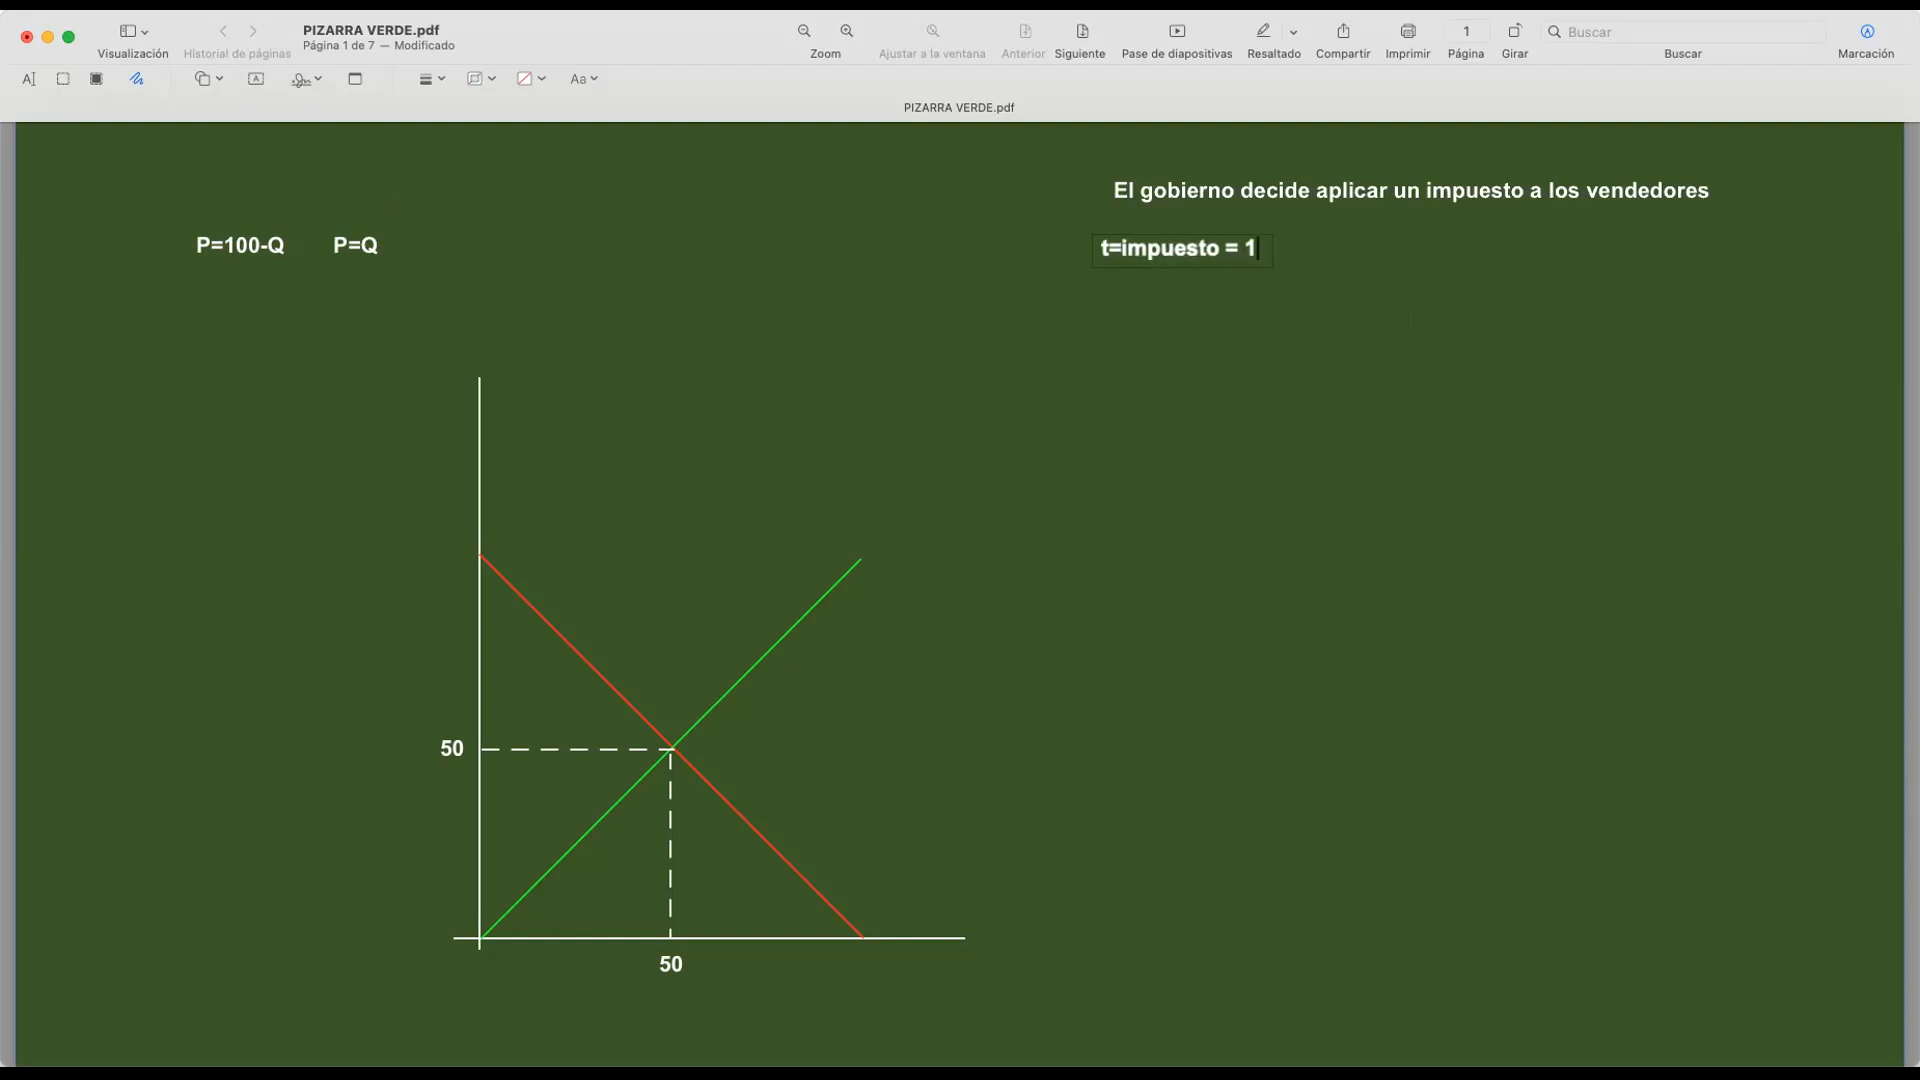 PIZARRA VERDE.pdf
Página 1 de 7 — Modificado
Visualización
Historial de páginas
Zoom
Ajustar a la ventana
Anterior
Siguiente
Pase de diapositivas
Resaltado
Compartir
Imprimir
1
Página
Girar
Buscar
Buscar
Marcación
A
A
Aa
PIZARRA VERDE.pdf
El gobierno decide aplicar un impuesto a los vendedores
P=100-Q P=Q
t=impuesto = 1
50
50